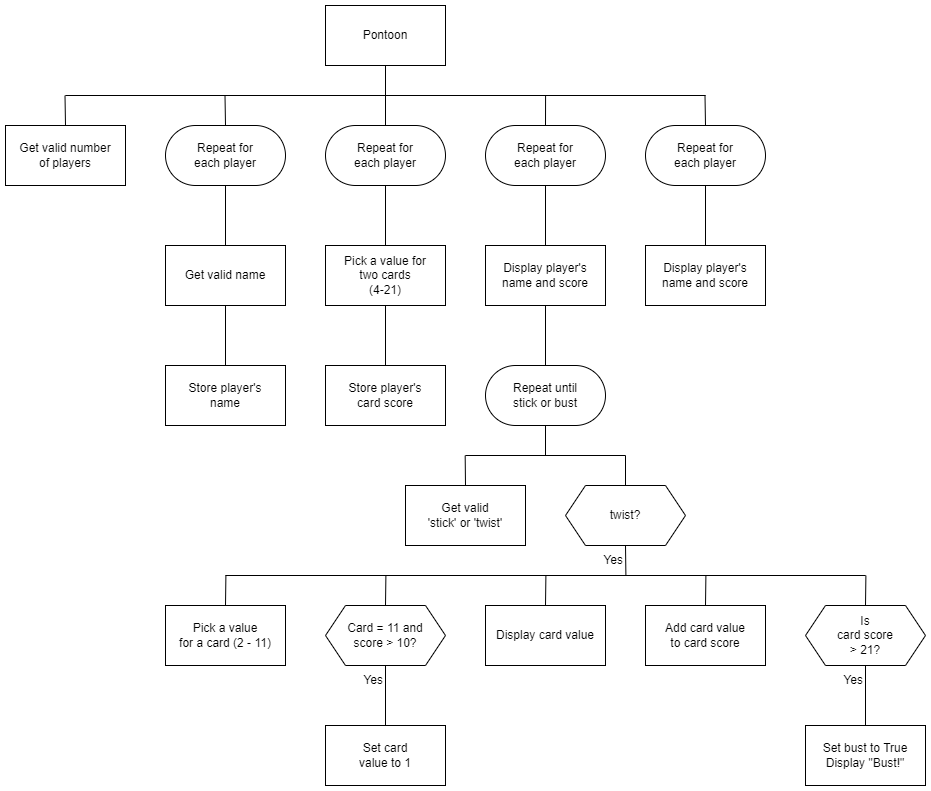 Pontoon
Get valid number
of players
Repeat for
each player
Repeat for
each player
Repeat for
each player
Repeat for
each player
Get valid name
Pick a value for
two cards
(4-21)
Display player's
name and score
Display player's
name and score
Store player's
name
Store player's
card score
Repeat until
stick or bust
Get valid
'stick' or 'twist'
twist?
Yes
Pick a value
for a card (2 - 11)
Card = 11 and
score > 10?
Display card value
Add card value
to card score
Is
card score
> 21?
Yes
Yes
Set card
value to 1
Set bust to True
Display "Bust!"